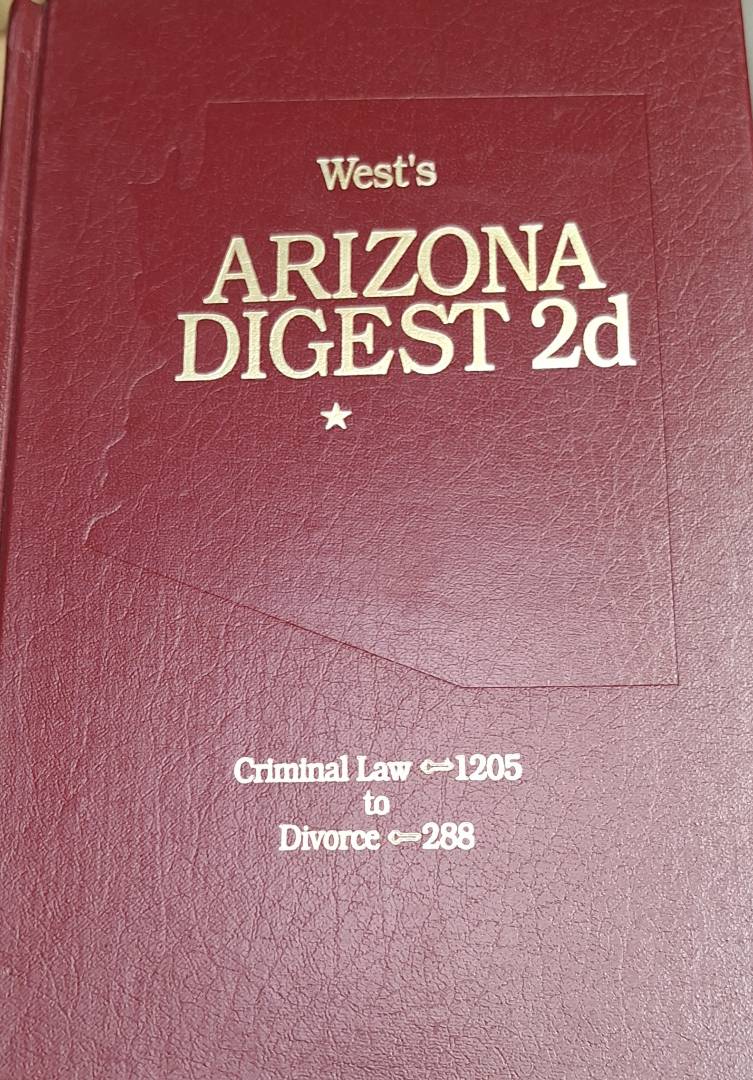 West's
ARIZONA
DIGEST 2d
Criminal Law 1205
to
Divorce 288